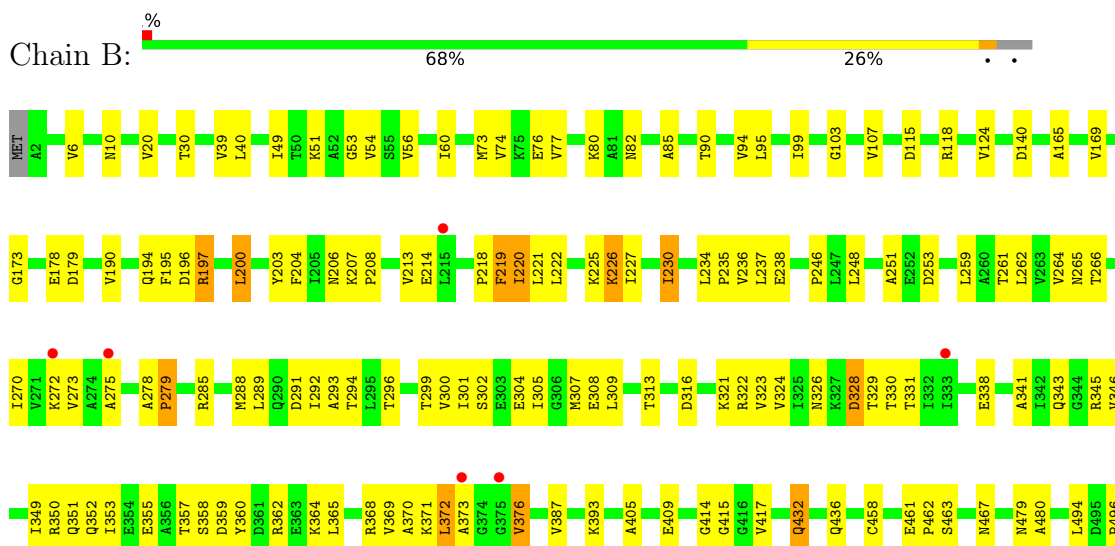 %
Chain B:
68% 26% • •
MET A2 V6 N10 V20 T30 V39 L40 I49 T50 K51 A52 G53 V54 S55 V56 I60 M73 V74 K75 E76 V77 K80 A81 N82 A85 T90 V94 L95 I99 G103 V107 D115 R118 V124 D140 A165 V169
G173 E178 D179 V190 Q194 F195 D196 R197 L200 Y203 F204 I205 N206 K207 P208 V213 E214 L215 P218 F219 I220 L221 L222 K225 K226 I227 I230 L234 P235 V236 L237 E238 P246 L247 L248 A251 E252 D253 L259 A260 T261 L262 V263 V264 N265 T266
I270 V271 K272 V273 A274 A275 A278 P279 R285 M288 L289 Q290 D291 I292 A293 T294 L295 T296 T299 V300 I301 S302 E303 E304 I305 G306 M307 E308 L309 T313 D316 K321 R322 V323 V324 I325 N326 K327 D328 T329 T330 I331 I332 I333 E338 A341 I342 Q343 G344 R345 V346
I349 R350 Q351 Q352 I353 E354 E355 A356 T357 S358 D359 Y360 D361 R362 E363 K364 L365 R368 V369 A370 K371 L372 A373 G374 G375 V376 V387 K393 A405 E409 G414 G415 G416 V417 Q432 Q436 C458 E461 P462 S463 N467 N479 A480 L494 D495